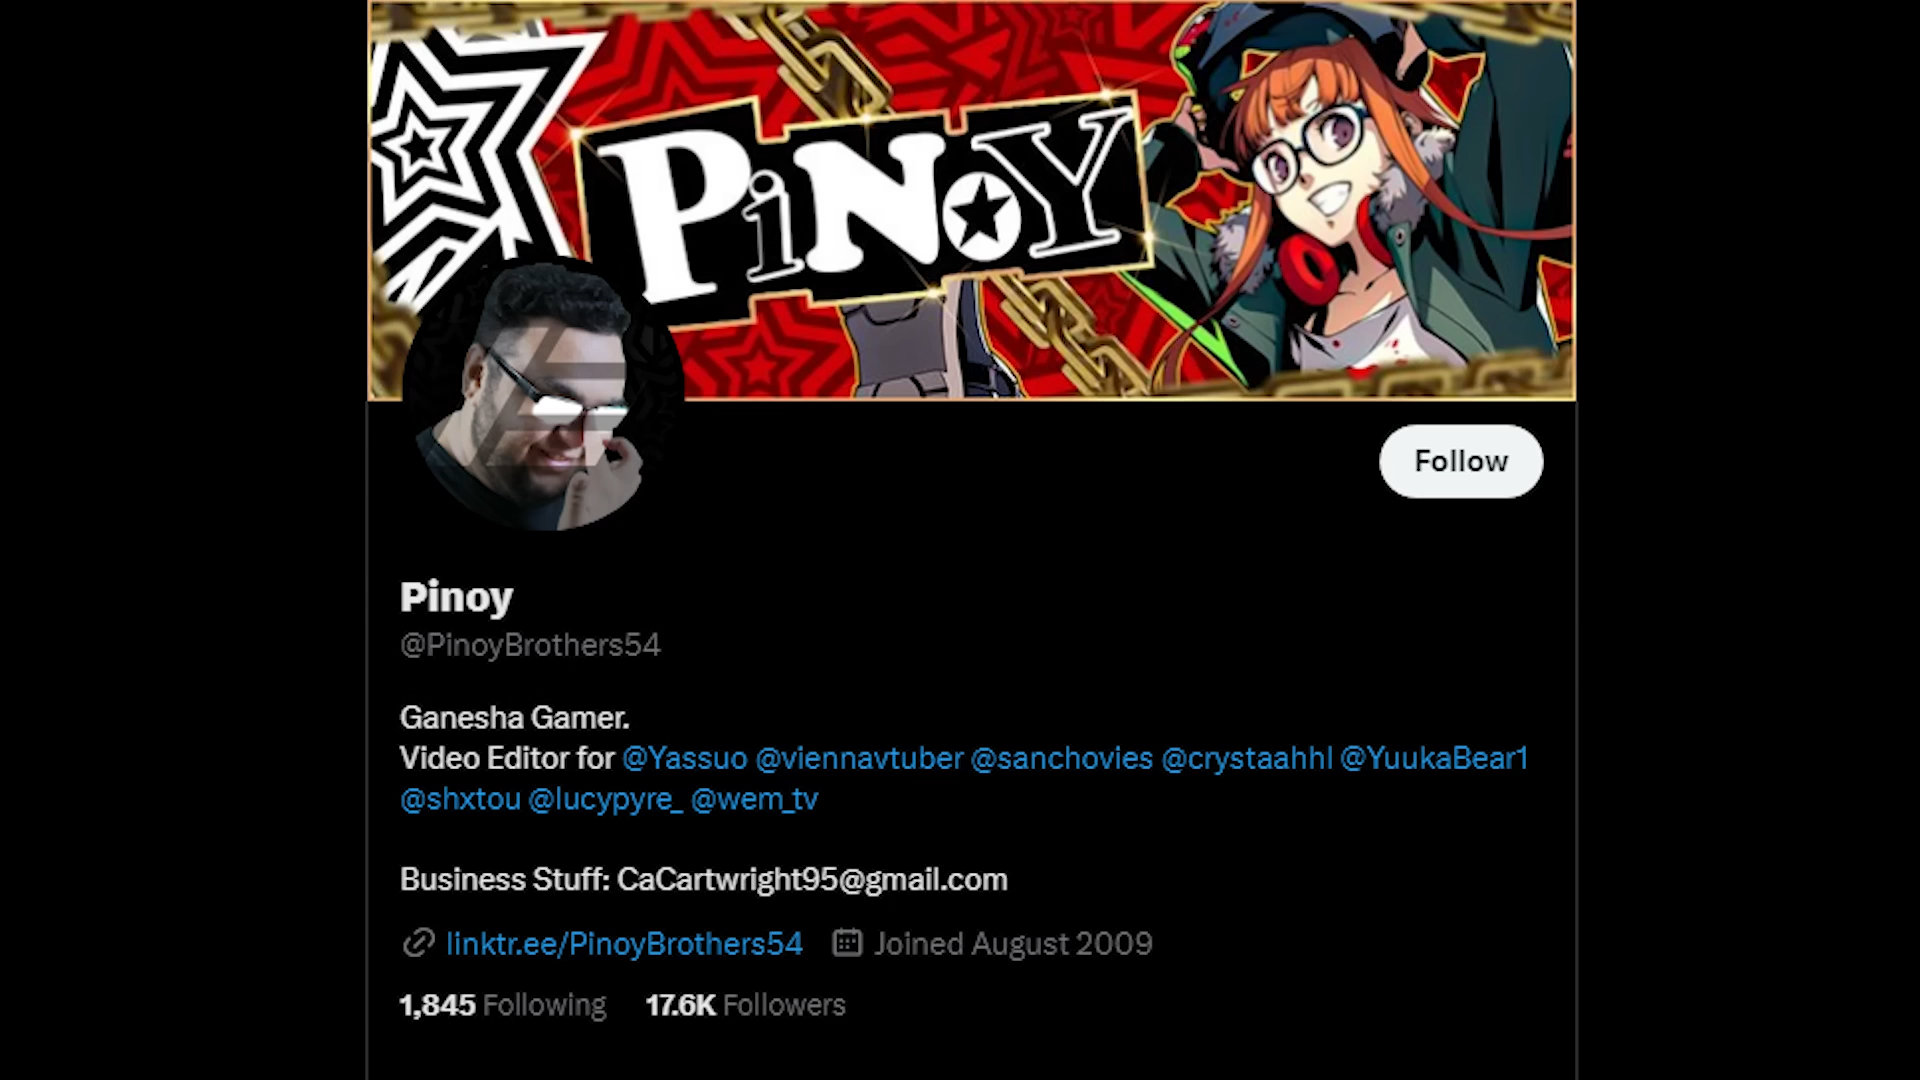 PiNOY
Follow
Pinoy
@PinoyBrothers54
Ganesha Gamer.
Video Editor for @Yassuo @viennavtuber @sanchovies @crystaahhl @YuukaBear1
@shxtou @lucypyre_ @wem_tv
Business Stuff: CaCartwright95@gmail.com
linktr.ee/PinoyBrothers54 Joined August 2009
1,845 Following 17.6K Followers